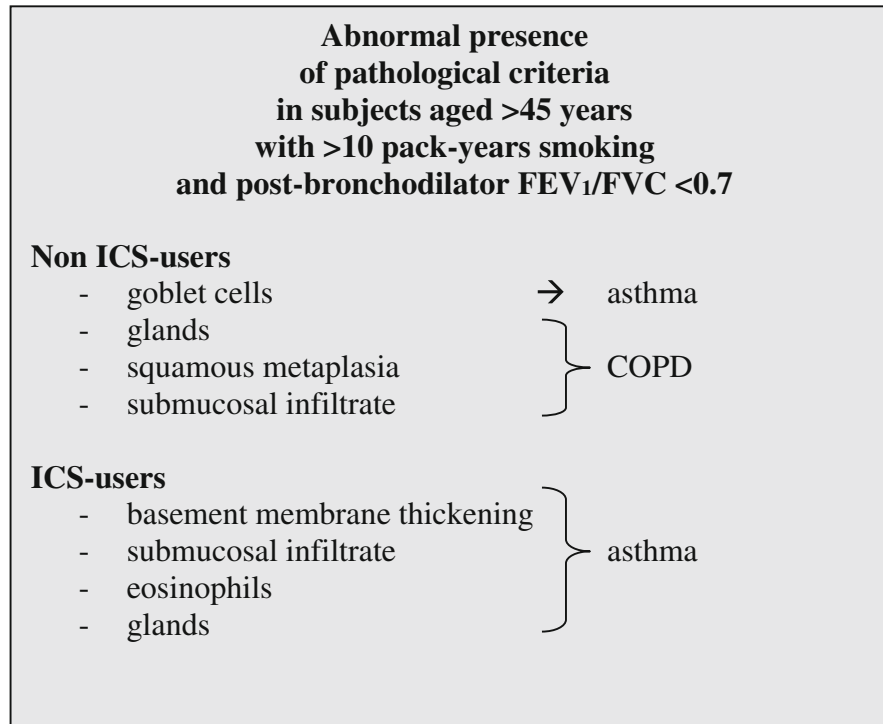 Abnormal presence
of pathological criteria
in subjects aged >45 years
with >10 pack-years smoking
and post-bronchodilator FEV₁/FVC <0.7
Non ICS-users
- goblet cells → asthma
- glands
- squamous metaplasia COPD
- submucosal infiltrate
ICS-users
- basement membrane thickening
- submucosal infiltrate asthma
- eosinophils
- glands